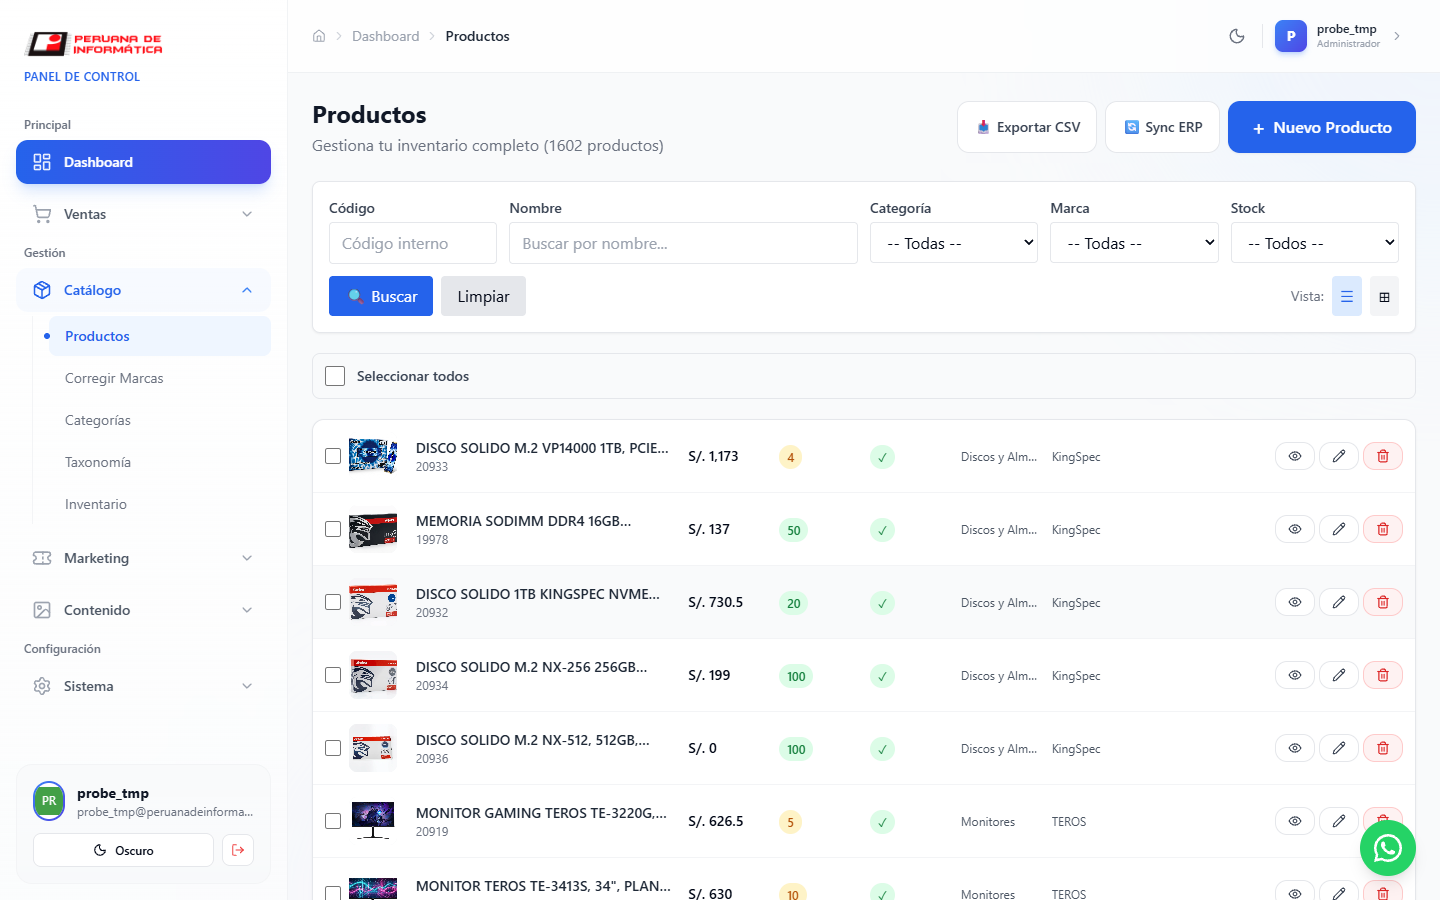 PERUANA DE
INFORMÁTICA
PANEL DE CONTROL
Principal
Dashboard
Ventas
Gestión
Catálogo
Productos
Corregir Marcas
Categorías
Taxonomía
Inventario
Marketing
Contenido
Configuración
Sistema
PR
probe_tmp
probe_tmp@peruanadeinforma...
Oscuro
Dashboard
Productos
P
probe_tmp
Administrador
Productos
Gestiona tu inventario completo (1602 productos)
Exportar CSV
Sync ERP
+ Nuevo Producto
Código
Nombre
Categoría
Marca
Stock
Código interno
Buscar por nombre...
-- Todas --
-- Todas --
-- Todos --
Buscar
Limpiar
Vista:
Seleccionar todos
DISCO SOLIDO M.2 VP14000 1TB, PCIE...
20933
S/. 1,173
4
✓
Discos y Alm...
KingSpec
MEMORIA SODIMM DDR4 16GB...
19978
S/. 137
50
✓
Discos y Alm...
KingSpec
DISCO SOLIDO 1TB KINGSPEC NVME...
20932
S/. 730.5
20
✓
Discos y Alm...
KingSpec
DISCO SOLIDO M.2 NX-256 256GB...
20934
S/. 199
100
✓
Discos y Alm...
KingSpec
DISCO SOLIDO M.2 NX-512, 512GB,...
20936
S/. 0
100
✓
Discos y Alm...
KingSpec
MONITOR GAMING TEROS TE-3220G,...
20919
S/. 626.5
5
✓
Monitores
TEROS
MONITOR TEROS TE-3413S, 34", PLAN...
S/. 630
10
✓
Monitores
TEROS